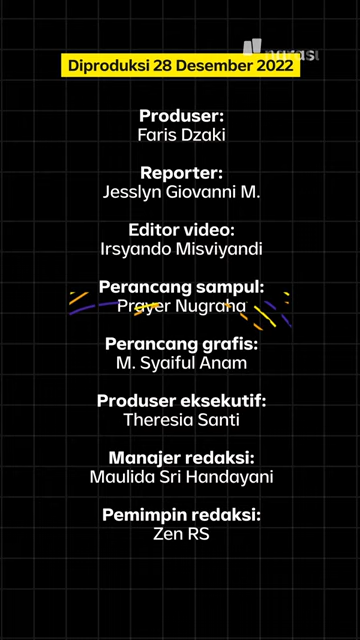 narasi
Diproduksi 28 Desember 2022
Produser:
Faris Dzaki
Reporter:
Jesslyn Giovanni M.
Editor video:
Irsyando Misviyandi
Perancang sampul:
Prayer Nugraha
Perancang grafis:
M. Syaiful Anam
Produser eksekutif:
Theresia Santi
Manajer redaksi:
Maulida Sri Handayani
Pemimpin redaksi:
Zen RS